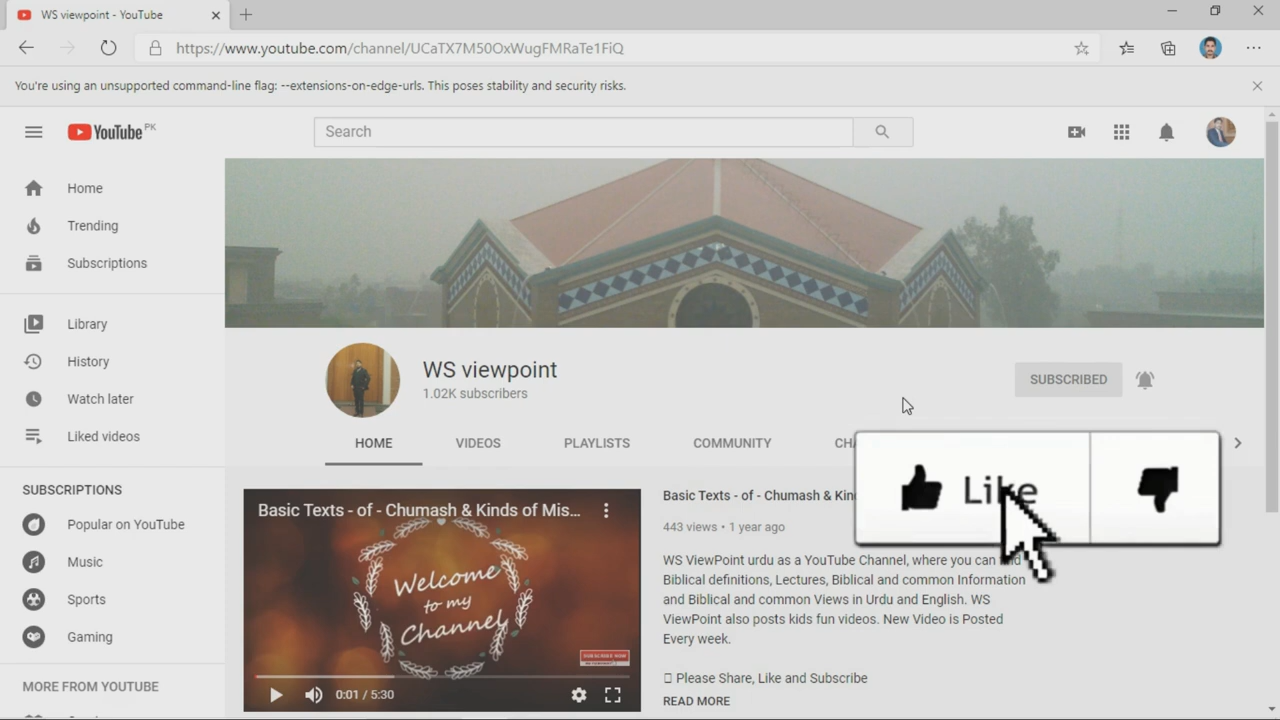 WS viewpoint - YouTube
https://www.youtube.com/channel/UCaTX7M50OxWugFMRaTe1FiQ
You're using an unsupported command-line flag: --extensions-on-edge-urls. This poses stability and security risks.
YouTube PK
Search
Home
Trending
Subscriptions
Library
History
Watch later
Liked videos
SUBSCRIPTIONS
Popular on YouTube
Music
Sports
Gaming
MORE FROM YOUTUBE
WS viewpoint
1.02K subscribers
SUBSCRIBED
HOME VIDEOS PLAYLISTS COMMUNITY
Like
Basic Texts - of - Chumash & Kinds of Mis...
Welcome
to my
Channel
SUBSCRIBE NOW
0:01 / 5:30
Basic Texts - of - Chumash & Kin
443 views • 1 year ago
WS ViewPoint urdu as a YouTube Channel, where you can
Biblical definitions, Lectures, Biblical and common Information
and Biblical and common Views in Urdu and English. WS
ViewPoint also posts kids fun videos. New Video is Posted
Every week.
Please Share, Like and Subscribe
READ MORE